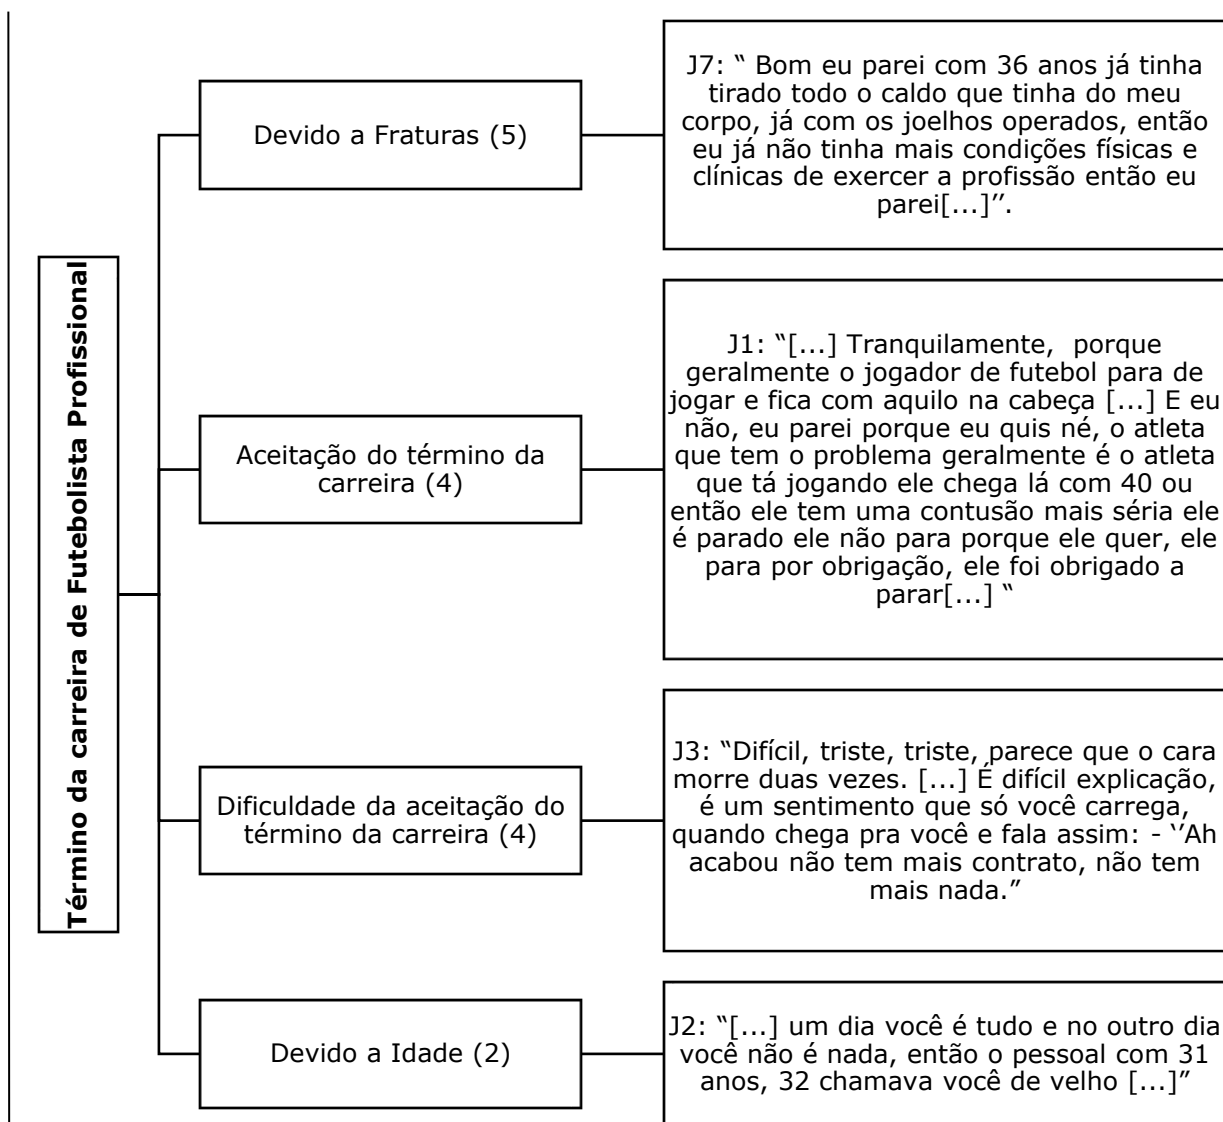 Término da carreira de Futebolista Profissional
Devido a Fraturas (5)
J7: “ Bom eu parei com 36 anos já tinha
tirado todo o caldo que tinha do meu
corpo, já com os joelhos operados, então
eu já não tinha mais condições físicas e
clínicas de exercer a profissão então eu
parei[...]’’.
Aceitação do término da
carreira (4)
J1: “[...] Tranquilamente,  porque
geralmente o jogador de futebol para de
jogar e fica com aquilo na cabeça [...] E eu
não, eu parei porque eu quis né, o atleta
que tem o problema geralmente é o atleta
que tá jogando ele chega lá com 40 ou
então ele tem uma contusão mais séria ele
é parado ele não para porque ele quer, ele
para por obrigação, ele foi obrigado a
parar[...] “
Dificuldade da aceitação do
término da carreira (4)
J3: “Difícil, triste, triste, parece que o cara
morre duas vezes. [...] É difícil explicação,
é um sentimento que só você carrega,
quando chega pra você e fala assim: - ‘’Ah
acabou não tem mais contrato, não tem
mais nada.”
Devido a Idade (2)
J2: “[...] um dia você é tudo e no outro dia
você não é nada, então o pessoal com 31
anos, 32 chamava você de velho [...]”